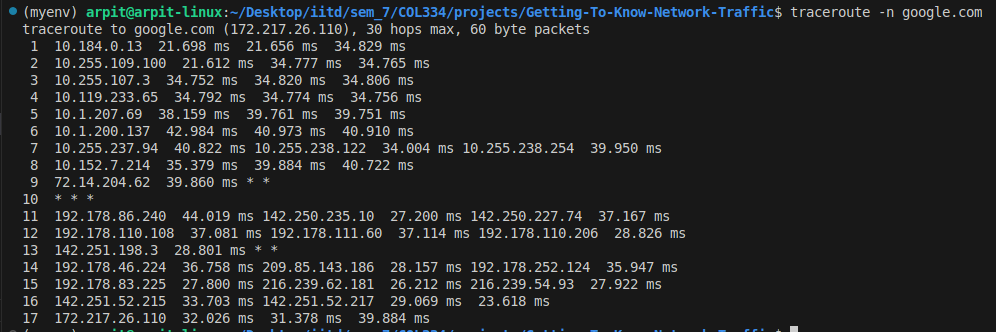 (myenv) arpit@arpit-linux:~/Desktop/iitd/sem_7/COL334/projects/Getting-To-Know-Network-Traffic$ traceroute -n google.com
traceroute to google.com (172.217.26.110), 30 hops max, 60 byte packets
1 10.184.0.13 21.698 ms 21.656 ms 34.829 ms
2 10.255.109.100 21.612 ms 34.777 ms 34.765 ms
3 10.255.107.3 34.752 ms 34.820 ms 34.806 ms
4 10.119.233.65 34.792 ms 34.774 ms 34.756 ms
5 10.1.207.69 38.159 ms 39.761 ms 39.751 ms
6 10.1.200.137 42.984 ms 40.973 ms 40.910 ms
7 10.255.237.94 40.822 ms 10.255.238.122 34.004 ms 10.255.238.254 39.950 ms
8 10.152.7.214 35.379 ms 39.884 ms 40.722 ms
9 72.14.204.62 39.860 ms * *
10 * * *
11 192.178.86.240 44.019 ms 142.250.235.10 27.200 ms 142.250.227.74 37.167 ms
12 192.178.110.108 37.081 ms 192.178.111.60 37.114 ms 192.178.110.206 28.826 ms
13 142.251.198.3 28.801 ms * *
14 192.178.46.224 36.758 ms 209.85.143.186 28.157 ms 192.178.252.124 35.947 ms
15 192.178.83.225 27.800 ms 216.239.62.181 26.212 ms 216.239.54.93 27.922 ms
16 142.251.52.215 33.703 ms 142.251.52.217 29.069 ms 23.618 ms
17 172.217.26.110 32.026 ms 31.378 ms 39.884 ms